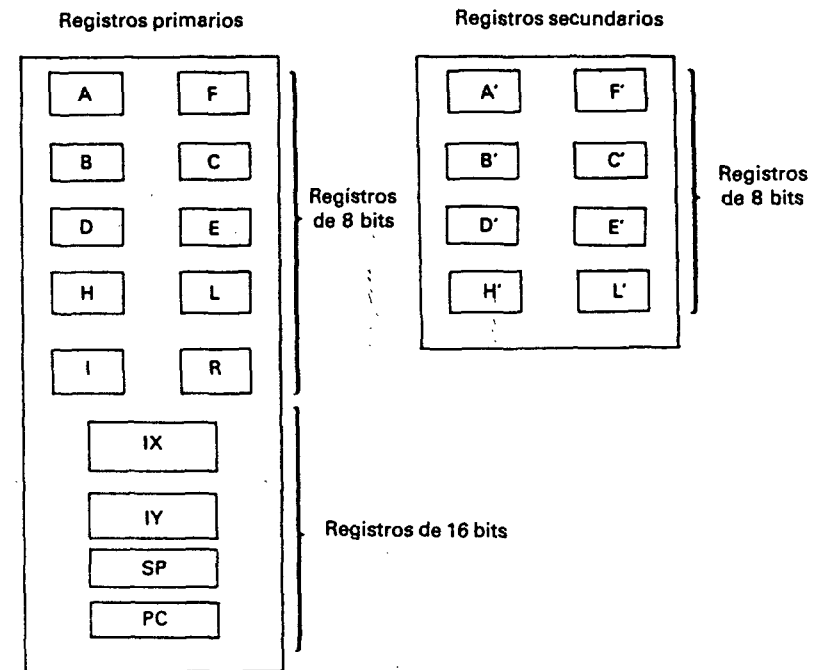 Registros primarios
Registros secundarios
A F
B C
D E
H L
I R
Registros
de 8 bits
IX
IY
SP
PC
Registros de 16 bits
A' F'
B' C'
D' E'
H' L'
Registros
de 8 bits